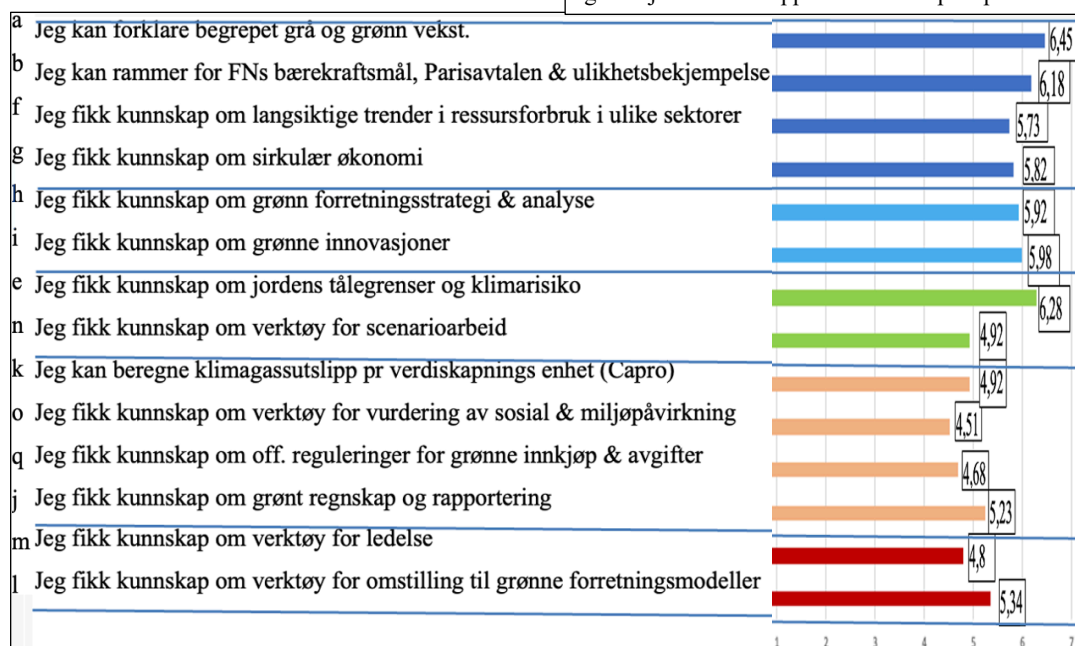 a Jeg kan forklare begrepet grå og grønn vekst. 6,45
b Jeg kan rammer for FNs bærekraftsmål, Parisavtalen & ulikhetsbekjempelse 6,18
f Jeg fikk kunnskap om langsiktige trender i ressursforbruk i ulike sektorer 5,73
g Jeg fikk kunnskap om sirkulær økonomi 5,82
h Jeg fikk kunnskap om grønn forretningsstrategi & analyse 5,92
i Jeg fikk kunnskap om grønne innovasjoner 5,98
e Jeg fikk kunnskap om jordens tålegrenser og klimarisiko 6,28
n Jeg fikk kunnskap om verktøy for scenarioarbeid 4,92
k Jeg kan beregne klimagassutslipp pr verdiskapnings enhet (Capro) 4,92
o Jeg fikk kunnskap om verktøy for vurdering av sosial & miljøpåvirkning 4,51
q Jeg fikk kunnskap om off. reguleringer for grønne innkjøp & avgifter 4,68
j Jeg fikk kunnskap om grønt regnskap og rapportering 5,23
m Jeg fikk kunnskap om verktøy for ledelse 4,8
l Jeg fikk kunnskap om verktøy for omstilling til grønne forretningsmodeller 5,34
1 2 3 4 5 6 7